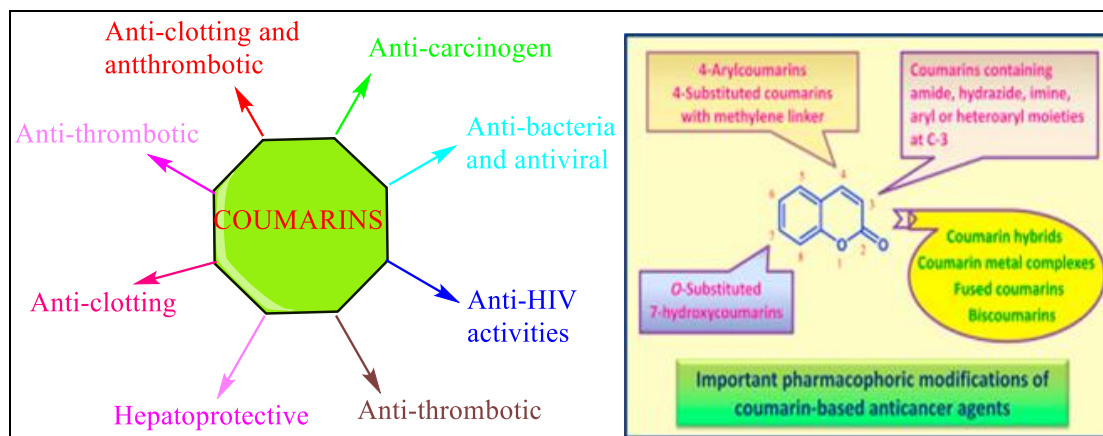 Anti-clotting and
antthrombotic
Anti-carcinogen
Anti-thrombotic
Anti-bacteria
and antiviral
COUMARINS
Anti-clotting
Anti-HIV
activities
Hepatoprotective
Anti-thrombotic
4-Arylcoumarins
4-Substituted coumarins
with methylene linker
Coumarins containing
amide, hydrazide, imine,
aryl or heteroaryl moieties
at C-3
5
4
6
3
7
2
8
O
1
O
O-Substituted
7-hydroxycoumarins
Coumarin hybrids
Coumarin metal complexes
Fused coumarins
Biscoumarins
Important pharmacophoric modifications of
coumarin-based anticancer agents